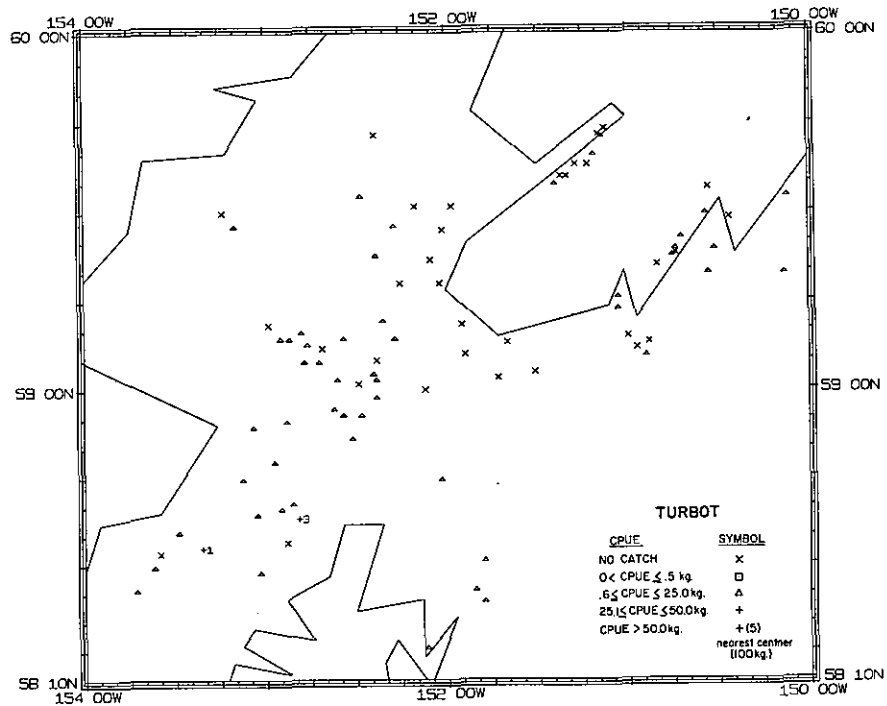 154 00W 152 00W 150 00W
60 00N 60 00N
59 00N 59 00N
+3
+1
TURBOT
CPUE SYMBOL
NO CATCH ×
0< CPUE ≤ .5 kg. □
.6≤ CPUE ≤ 25.0kg. △
25.1≤ CPUE ≤50.0kg. +
CPUE > 50.0kg. +(5)
nearest centner
(100kg.)
58 10N 58 10N
154 00W 152 00W 150 00W